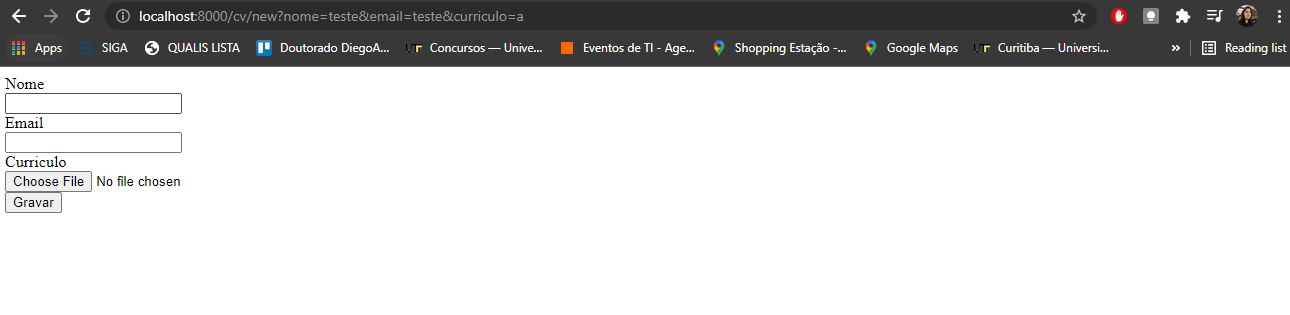 localhost:8000/cv/new?nome=teste&email=teste&curriculo=a
Apps SIGA QUALIS LISTA Doutorado DiegoA... Concursos — Unive... Eventos de TI - Age... Shopping Estação -... Google Maps Curitiba — Universi... » Reading list
Nome
Email
Curriculo
Choose File No file chosen
Gravar